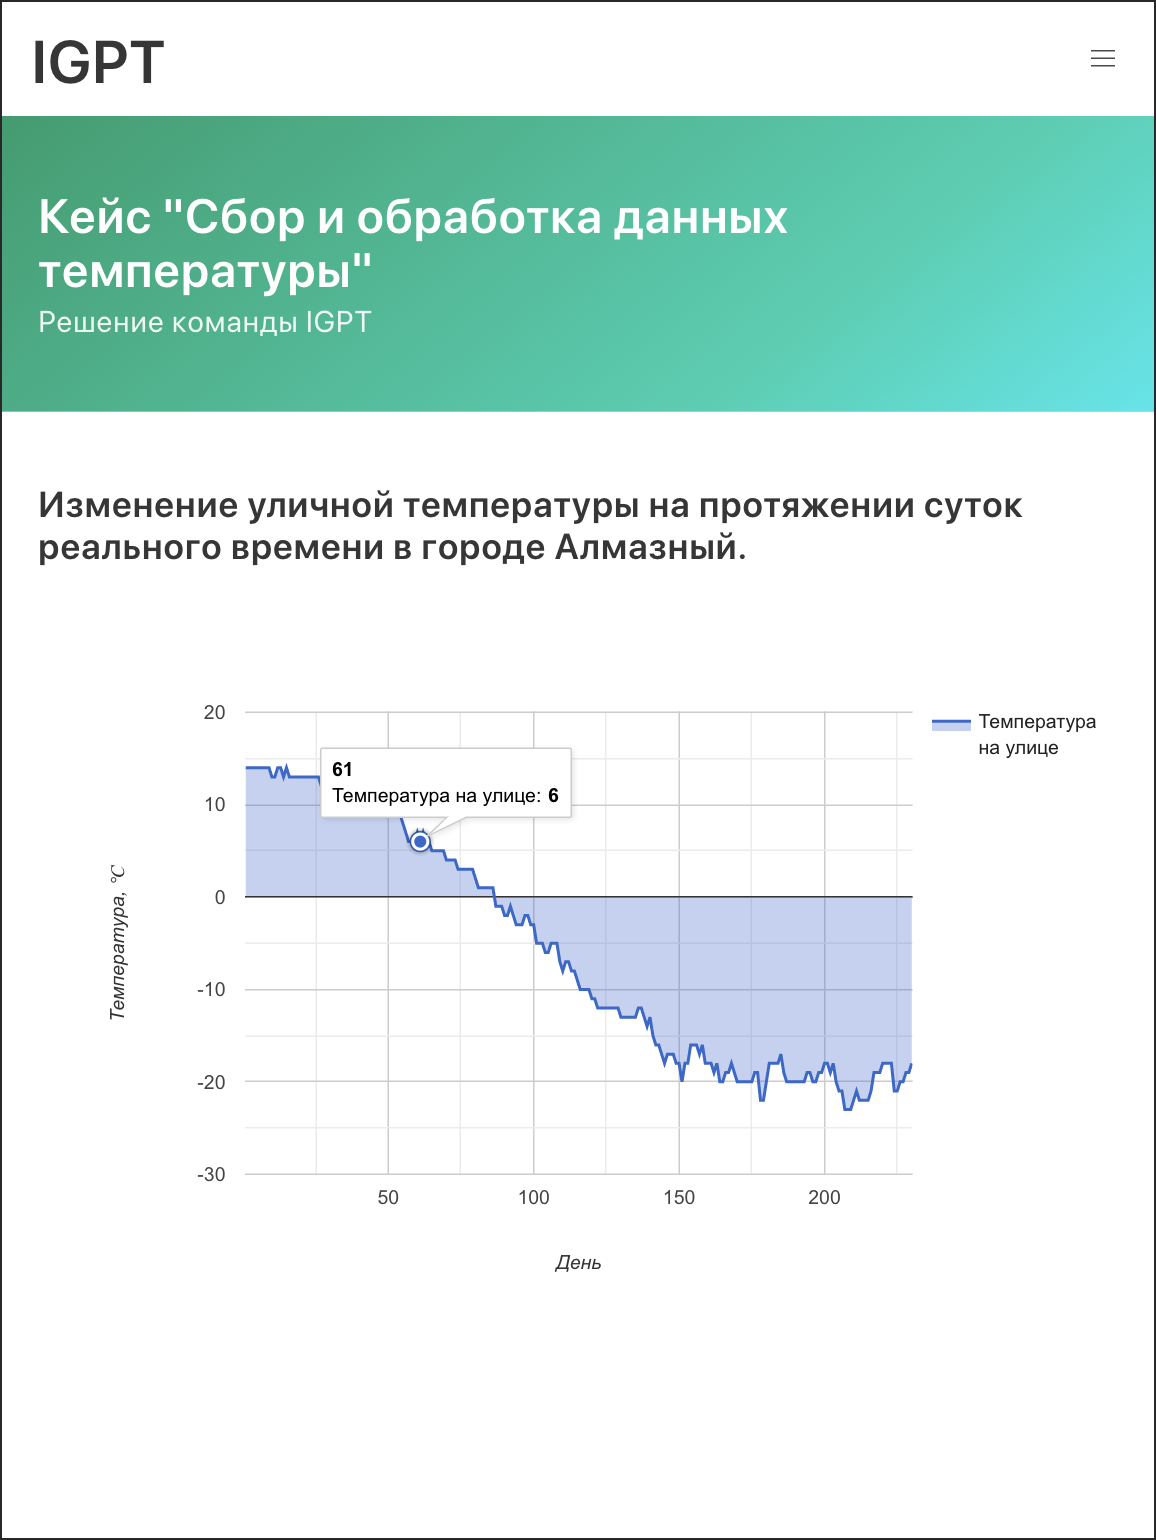 IGPT
Кейс "Сбор и обработка данных
температуры"
Решение команды IGPT
Изменение уличной температуры на протяжении суток
реального времени в городе Алмазный.
20
10
0
-10
-20
-30
Температура, °C
61
Температура на улице: 6
Температура
на улице
50
100
150
200
День